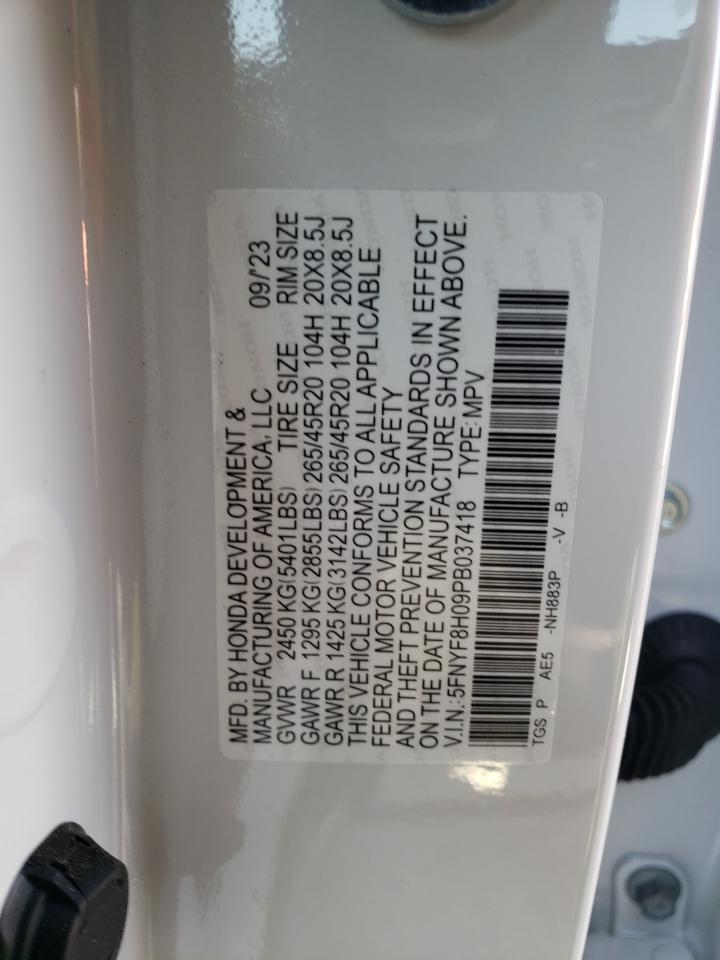 MFD. BY HONDA DEVELOPMENT &
MANUFACTURING OF AMERICA, LLC 09/'23
GVWR 2450 KG(5401LBS) TIRE SIZE RIM SIZE
GAWR F 1295 KG(2855LBS) 265/45R20 104H 20X8.5J
GAWR R 1425 KG(3142LBS) 265/45R20 104H 20X8.5J
THIS VEHICLE CONFORMS TO ALL APPLICABLE
FEDERAL MOTOR VEHICLE SAFETY
AND THEFT PREVENTION STANDARDS IN EFFECT
ON THE DATE OF MANUFACTURE SHOWN ABOVE.
V.I.N.:5FNYF8H09PB037418 TYPE:MPV
TGS P AE5 -NH883P -V -B